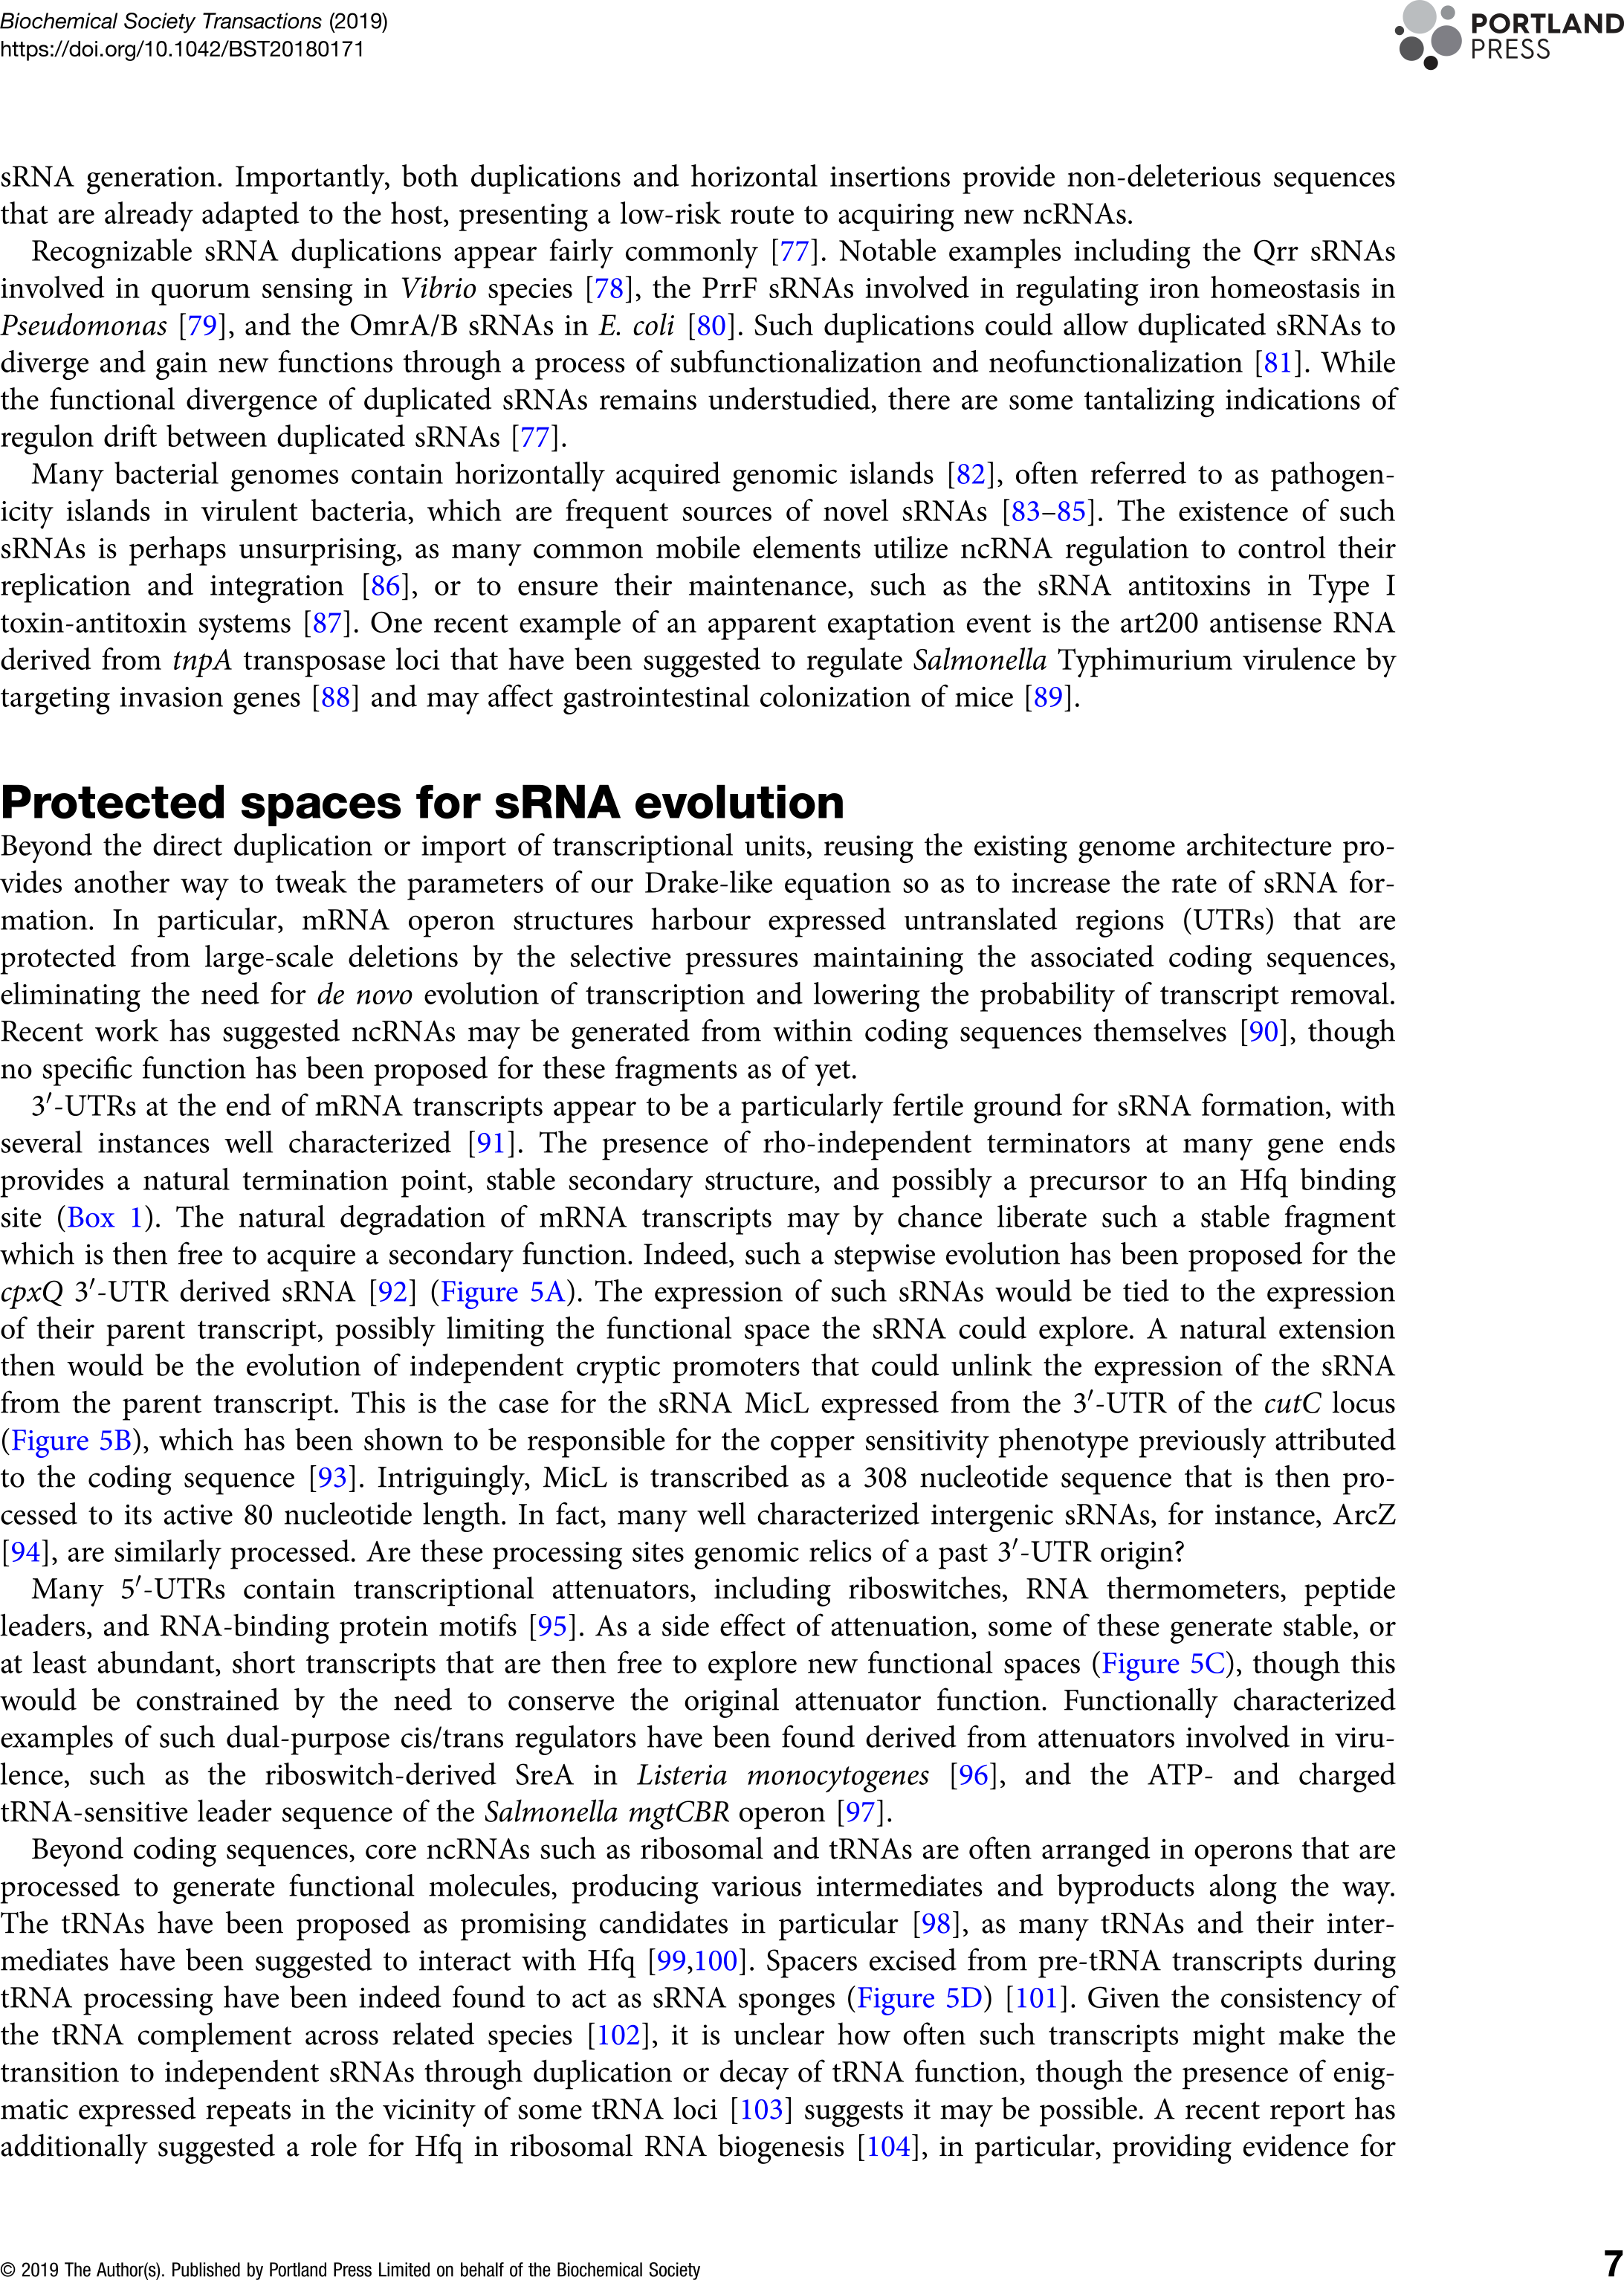 Biochemical Society Transactions (2019)
https://doi.org/10.1042/BST20180171
PORTLAND
PRESS
sRNA generation. Importantly, both duplications and horizontal insertions provide non-deleterious sequences
that are already adapted to the host, presenting a low-risk route to acquiring new ncRNAs.
Recognizable sRNA duplications appear fairly commonly [77]. Notable examples including the Qrr sRNAs
involved in quorum sensing in Vibrio species [78], the PrrF sRNAs involved in regulating iron homeostasis in
Pseudomonas [79], and the OmrA/B sRNAs in E. coli [80]. Such duplications could allow duplicated sRNAs to
diverge and gain new functions through a process of subfunctionalization and neofunctionalization [81]. While
the functional divergence of duplicated sRNAs remains understudied, there are some tantalizing indications of
regulon drift between duplicated sRNAs [77].
Many bacterial genomes contain horizontally acquired genomic islands [82], often referred to as pathogen-
icity islands in virulent bacteria, which are frequent sources of novel sRNAs [83–85]. The existence of such
sRNAs is perhaps unsurprising, as many common mobile elements utilize ncRNA regulation to control their
replication and integration [86], or to ensure their maintenance, such as the sRNA antitoxins in Type I
toxin-antitoxin systems [87]. One recent example of an apparent exaptation event is the art200 antisense RNA
derived from tnpA transposase loci that have been suggested to regulate Salmonella Typhimurium virulence by
targeting invasion genes [88] and may affect gastrointestinal colonization of mice [89].
Protected spaces for sRNA evolution
Beyond the direct duplication or import of transcriptional units, reusing the existing genome architecture pro-
vides another way to tweak the parameters of our Drake-like equation so as to increase the rate of sRNA for-
mation. In particular, mRNA operon structures harbour expressed untranslated regions (UTRs) that are
protected from large-scale deletions by the selective pressures maintaining the associated coding sequences,
eliminating the need for de novo evolution of transcription and lowering the probability of transcript removal.
Recent work has suggested ncRNAs may be generated from within coding sequences themselves [90], though
no specific function has been proposed for these fragments as of yet.
3′-UTRs at the end of mRNA transcripts appear to be a particularly fertile ground for sRNA formation, with
several instances well characterized [91]. The presence of rho-independent terminators at many gene ends
provides a natural termination point, stable secondary structure, and possibly a precursor to an Hfq binding
site (Box 1). The natural degradation of mRNA transcripts may by chance liberate such a stable fragment
which is then free to acquire a secondary function. Indeed, such a stepwise evolution has been proposed for the
cpxQ 3′-UTR derived sRNA [92] (Figure 5A). The expression of such sRNAs would be tied to the expression
of their parent transcript, possibly limiting the functional space the sRNA could explore. A natural extension
then would be the evolution of independent cryptic promoters that could unlink the expression of the sRNA
from the parent transcript. This is the case for the sRNA MicL expressed from the 3′-UTR of the cutC locus
(Figure 5B), which has been shown to be responsible for the copper sensitivity phenotype previously attributed
to the coding sequence [93]. Intriguingly, MicL is transcribed as a 308 nucleotide sequence that is then pro-
cessed to its active 80 nucleotide length. In fact, many well characterized intergenic sRNAs, for instance, ArcZ
[94], are similarly processed. Are these processing sites genomic relics of a past 3′-UTR origin?
Many 5′-UTRs contain transcriptional attenuators, including riboswitches, RNA thermometers, peptide
leaders, and RNA-binding protein motifs [95]. As a side effect of attenuation, some of these generate stable, or
at least abundant, short transcripts that are then free to explore new functional spaces (Figure 5C), though this
would be constrained by the need to conserve the original attenuator function. Functionally characterized
examples of such dual-purpose cis/trans regulators have been found derived from attenuators involved in viru-
lence, such as the riboswitch-derived SreA in Listeria monocytogenes [96], and the ATP- and charged
tRNA-sensitive leader sequence of the Salmonella mgtCBR operon [97].
Beyond coding sequences, core ncRNAs such as ribosomal and tRNAs are often arranged in operons that are
processed to generate functional molecules, producing various intermediates and byproducts along the way.
The tRNAs have been proposed as promising candidates in particular [98], as many tRNAs and their inter-
mediates have been suggested to interact with Hfq [99,100]. Spacers excised from pre-tRNA transcripts during
tRNA processing have been indeed found to act as sRNA sponges (Figure 5D) [101]. Given the consistency of
the tRNA complement across related species [102], it is unclear how often such transcripts might make the
transition to independent sRNAs through duplication or decay of tRNA function, though the presence of enig-
matic expressed repeats in the vicinity of some tRNA loci [103] suggests it may be possible. A recent report has
additionally suggested a role for Hfq in ribosomal RNA biogenesis [104], in particular, providing evidence for
© 2019 The Author(s). Published by Portland Press Limited on behalf of the Biochemical Society
7